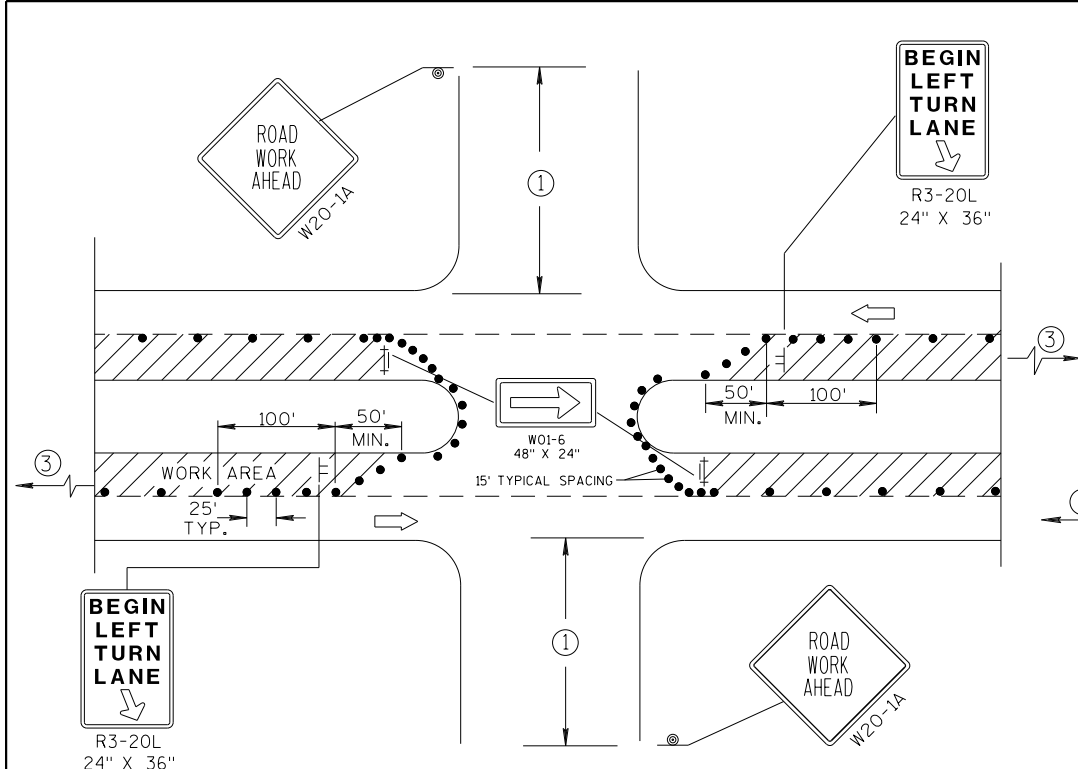 BEGIN
LEFT
TURN
LANE
R3-20L
24" X 36"
ROAD
WORK
AHEAD
W20-1A
1
3
50'
MIN.
100'
W01-6
48" X 24"
100'
50'
MIN.
3
WORK AREA
15' TYPICAL SPACING
25'
TYP.
BEGIN
LEFT
TURN
LANE
R3-20L
24" X 36"
1
ROAD
WORK
AHEAD
W20-1A